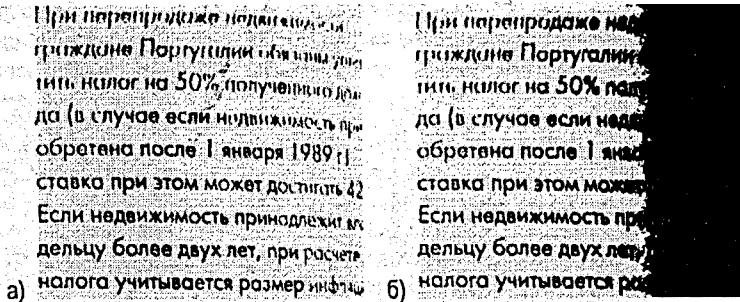 При перепродаже недвижимости
граждане Португалии обязаны
тить налог на 50% полученного
да (в случае если недвижимость при
обретена после 1 января 1989 г
ставка при этом может достигать 42
Если недвижимость принадлежит
дельцу более двух лет, при расчете
а) налога учитывается размер
При перепродаже
граждане Португалии
тить налог на 50%
да (в случае если
обретена после 1
ставка при этом может
Если недвижимость
дельцу более двух лет,
б) налога учитывается